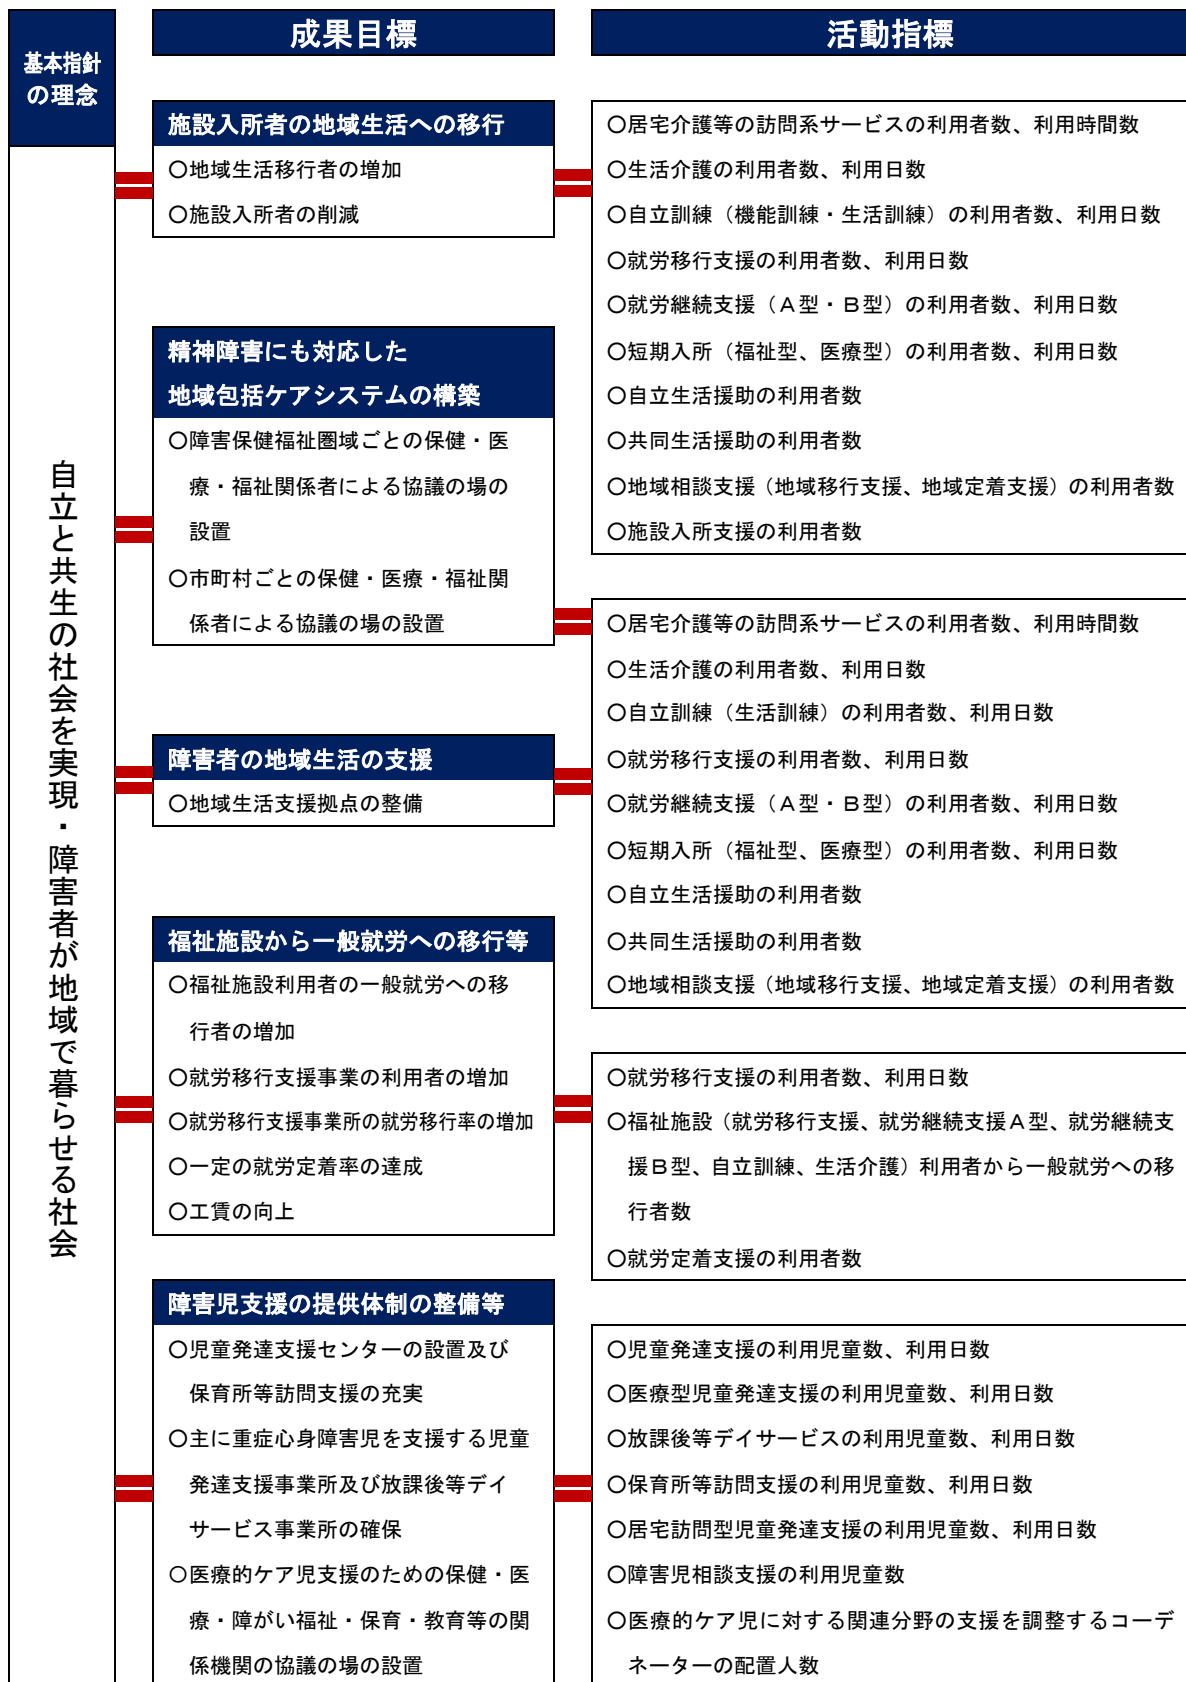 基本指針
の理念
自立と共生の社会を実現・障害者が地域で暮らせる社会
成果目標
活動指標
施設入所者の地域生活への移行
〇地域生活移行者の増加
〇施設入所者の削減
〇居宅介護等の訪問系サービスの利用者数、利用時間数
〇生活介護の利用者数、利用日数
〇自立訓練（機能訓練・生活訓練）の利用者数、利用日数
〇就労移行支援の利用者数、利用日数
〇就労継続支援（Ａ型・Ｂ型）の利用者数、利用日数
〇短期入所（福祉型、医療型）の利用者数、利用日数
〇自立生活援助の利用者数
〇共同生活援助の利用者数
〇地域相談支援（地域移行支援、地域定着支援）の利用者数
〇施設入所支援の利用者数
精神障害にも対応した
地域包括ケアシステムの構築
〇障害保健福祉圏域ごとの保健・医
療・福祉関係者による協議の場の
設置
〇市町村ごとの保健・医療・福祉関
係者による協議の場の設置
〇居宅介護等の訪問系サービスの利用者数、利用時間数
〇生活介護の利用者数、利用日数
〇自立訓練（生活訓練）の利用者数、利用日数
〇就労移行支援の利用者数、利用日数
〇就労継続支援（Ａ型・Ｂ型）の利用者数、利用日数
〇短期入所（福祉型、医療型）の利用者数、利用日数
〇自立生活援助の利用者数
〇共同生活援助の利用者数
〇地域相談支援（地域移行支援、地域定着支援）の利用者数
障害者の地域生活の支援
〇地域生活支援拠点の整備
福祉施設から一般就労への移行等
〇福祉施設利用者の一般就労への移
行者の増加
〇就労移行支援事業の利用者の増加
〇就労移行支援事業所の就労移行率の増加
〇一定の就労定着率の達成
〇工賃の向上
〇就労移行支援の利用者数、利用日数
〇福祉施設（就労移行支援、就労継続支援Ａ型、就労継続支
援Ｂ型、自立訓練、生活介護）利用者から一般就労への移
行者数
〇就労定着支援の利用者数
障害児支援の提供体制の整備等
〇児童発達支援センターの設置及び
保育所等訪問支援の充実
〇主に重症心身障害児を支援する児童
発達支援事業所及び放課後等デイ
サービス事業所の確保
〇医療的ケア児支援のための保健・医
療・障がい福祉・保育・教育等の関
係機関の協議の場の設置
〇児童発達支援の利用児童数、利用日数
〇医療型児童発達支援の利用児童数、利用日数
〇放課後等デイサービスの利用児童数、利用日数
〇保育所等訪問支援の利用児童数、利用日数
〇居宅訪問型児童発達支援の利用児童数、利用日数
〇障害児相談支援の利用児童数
〇医療的ケア児に対する関連分野の支援を調整するコーデ
ネーターの配置人数